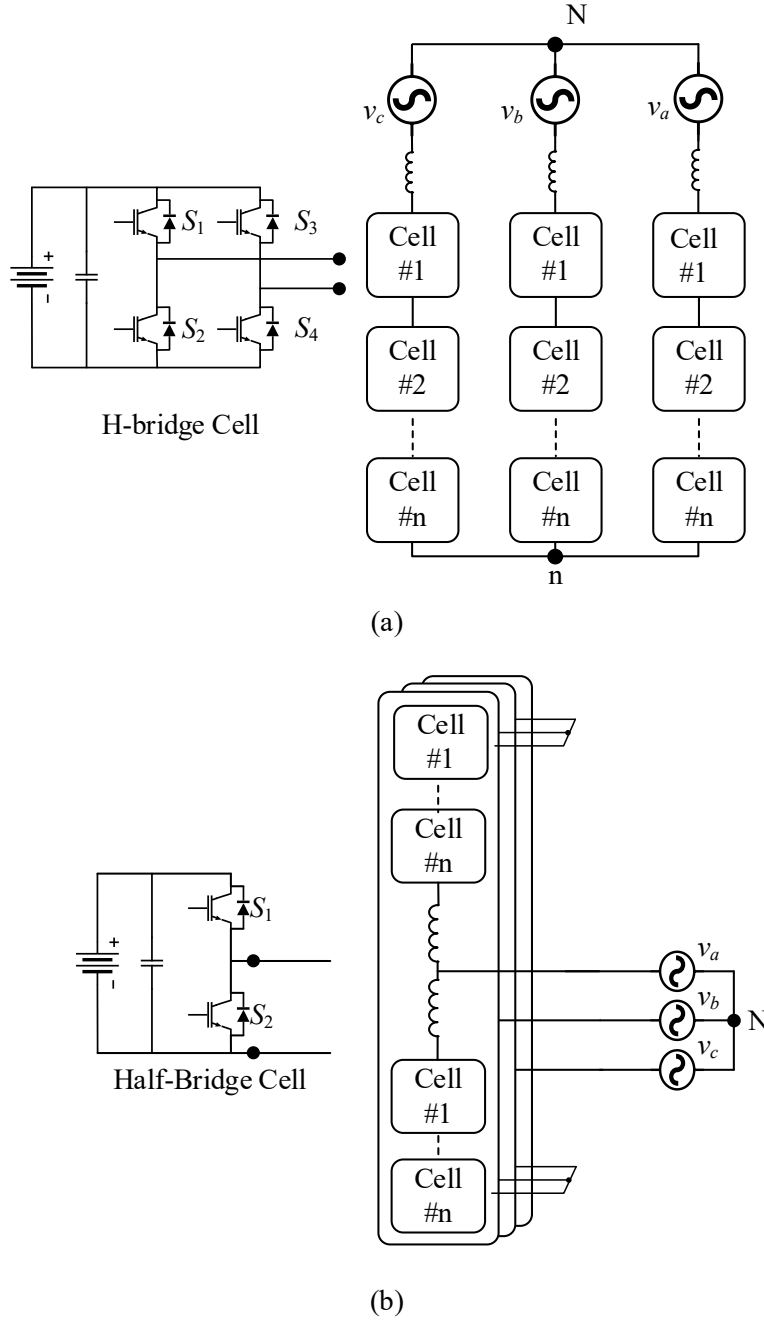 N
v_c
v_b
v_a
+
-
S_1
S_3
S_2
S_4
H-bridge Cell
Cell
#1
Cell
#1
Cell
#1
Cell
#2
Cell
#2
Cell
#2
Cell
#n
Cell
#n
Cell
#n
n
(a)
Cell
#1
Cell
#n
+
-
S_1
S_2
Half-Bridge Cell
v_a
v_b
N
v_c
Cell
#1
Cell
#n
(b)